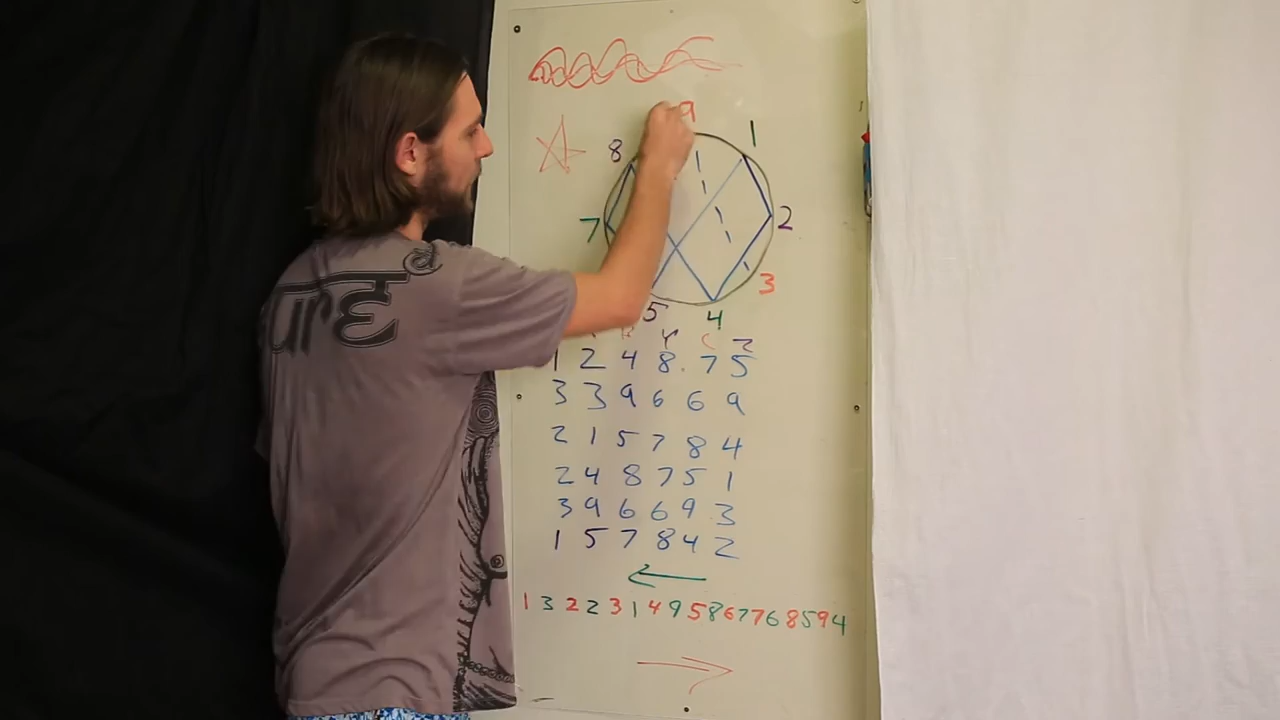 9
1
8
7
2
3
5
4
Y C Z
1 2 4 8 7 5
3 3 9 6 6 9
2 1 5 7 8 4
2 4 8 7 5 1
3 9 6 6 9 3
1 5 7 8 4 2
1 3 2 2 3 1 4 9 5 8 6 7 7 6 8 5 9 4